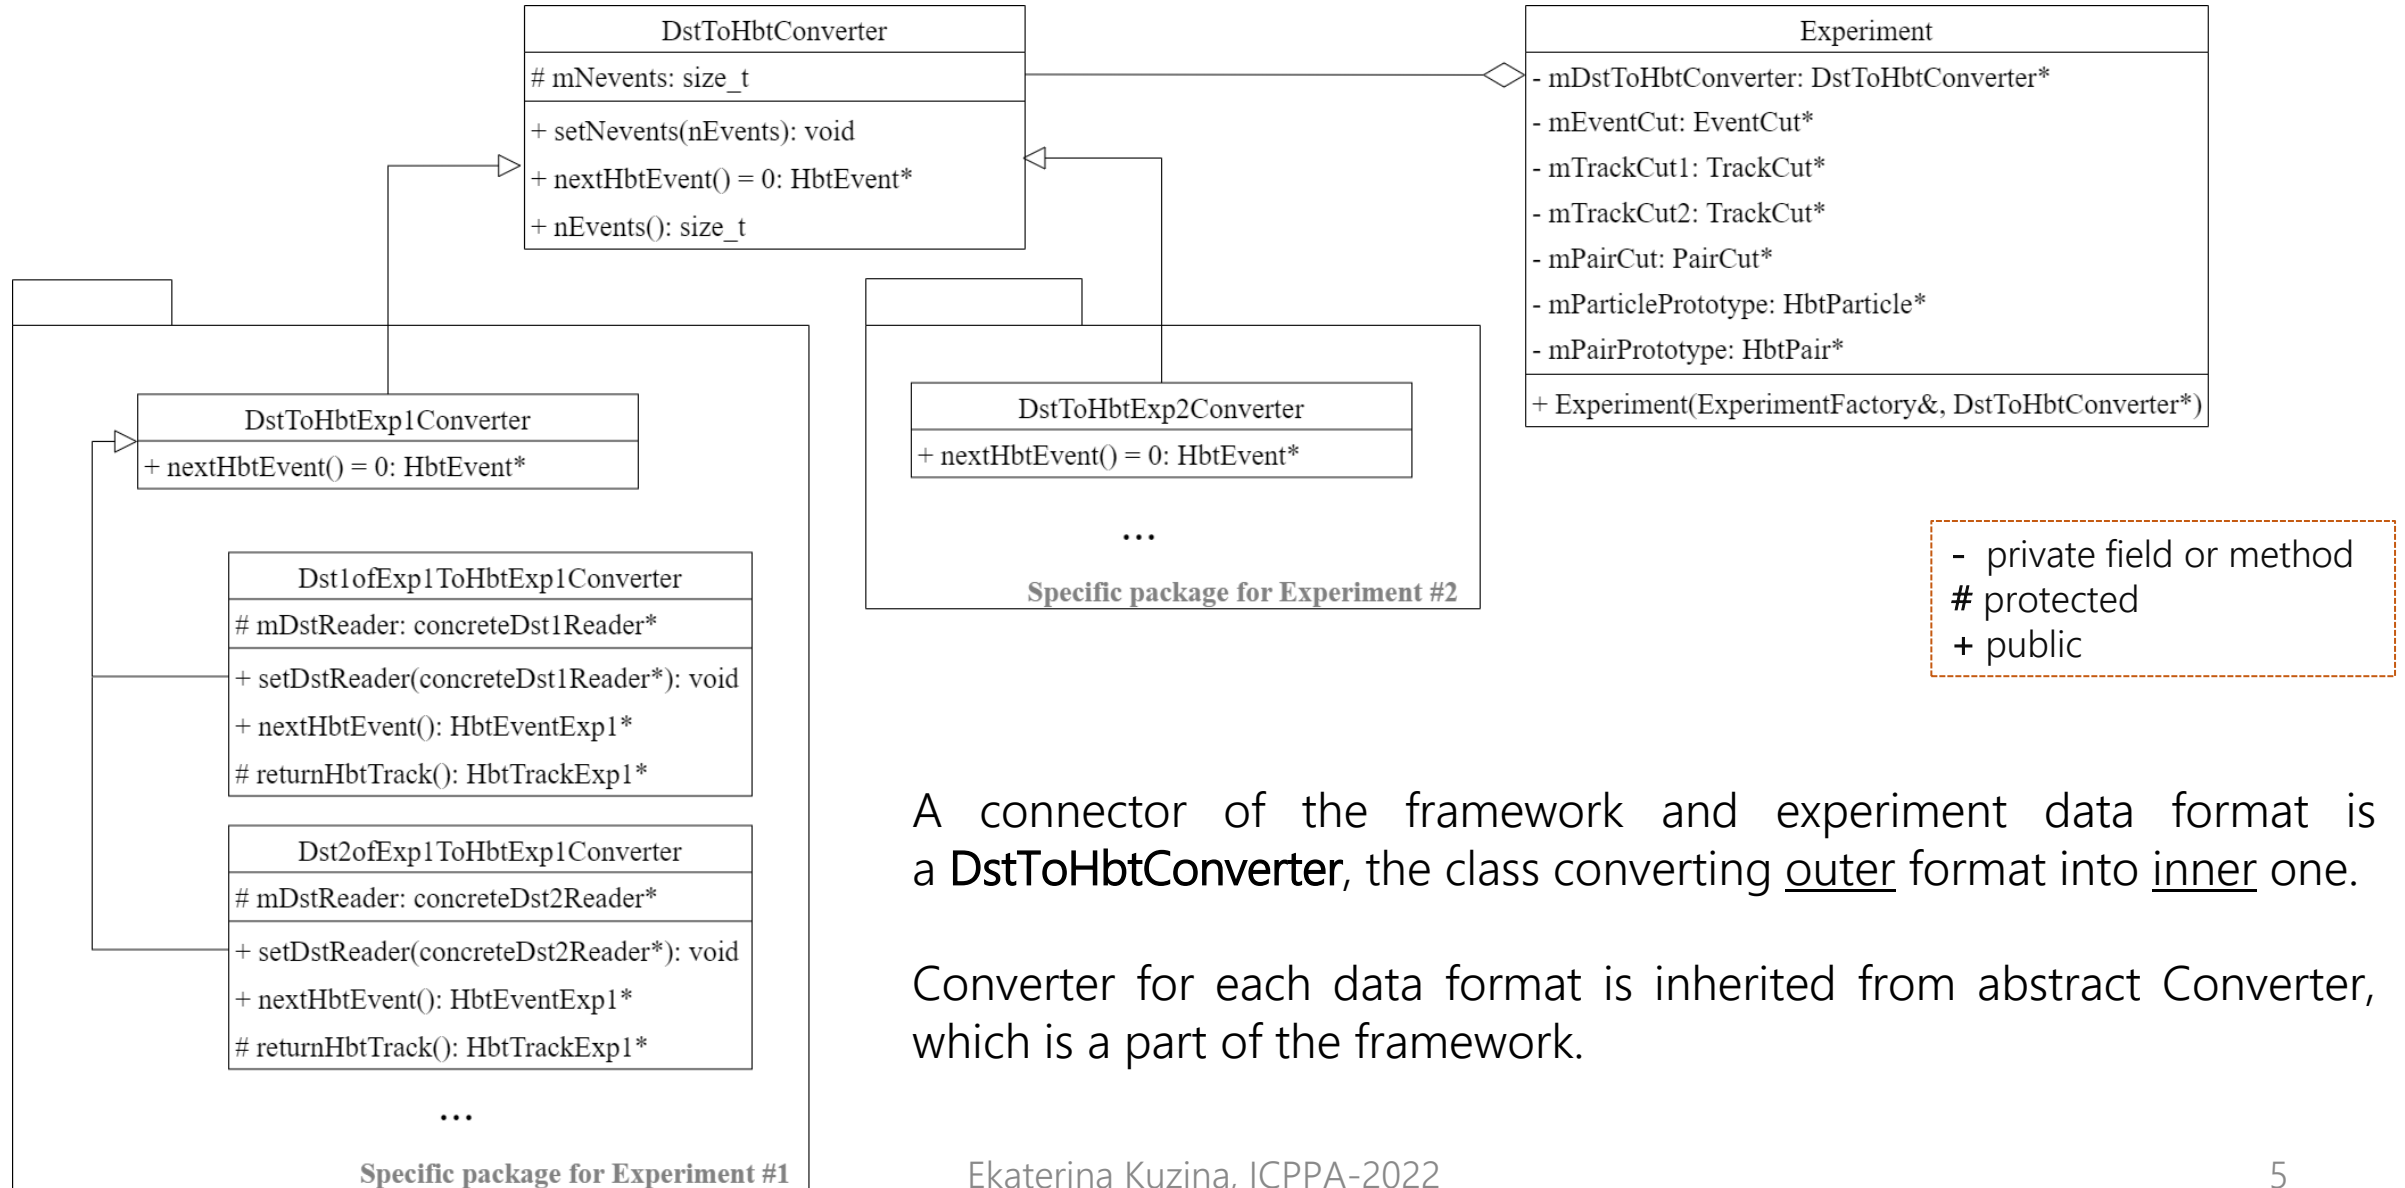 DstToHbtConverter
# mNevents: size_t
+ setNevents(nEvents): void
+ nextHbtEvent() = 0: HbtEvent*
+ nEvents(): size_t
Experiment
- mDstToHbtConverter: DstToHbtConverter*
- mEventCut: EventCut*
- mTrackCut1: TrackCut*
- mTrackCut2: TrackCut*
- mPairCut: PairCut*
- mParticlePrototype: HbtParticle*
- mPairPrototype: HbtPair*
+ Experiment(ExperimentFactory&, DstToHbtConverter*)
DstToHbtExp1Converter
+ nextHbtEvent() = 0: HbtEvent*
Dst1ofExp1ToHbtExp1Converter
# mDstReader: concreteDst1Reader*
+ setDstReader(concreteDst1Reader*): void
+ nextHbtEvent(): HbtEventExp1*
# returnHbtTrack(): HbtTrackExp1*
Dst2ofExp1ToHbtExp1Converter
# mDstReader: concreteDst2Reader*
+ setDstReader(concreteDst2Reader*): void
+ nextHbtEvent(): HbtEventExp1*
# returnHbtTrack(): HbtTrackExp1*
...
Specific package for Experiment #1
DstToHbtExp2Converter
+ nextHbtEvent() = 0: HbtEvent*
...
Specific package for Experiment #2
- private field or method
# protected
+ public
A connector of the framework and experiment data format is
a DstToHbtConverter, the class converting outer format into inner one.
Converter for each data format is inherited from abstract Converter,
which is a part of the framework.
Ekaterina Kuzina, ICPPA-2022
5